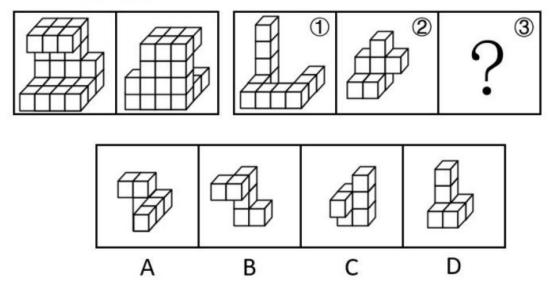 ① ② ③
?
A B C D